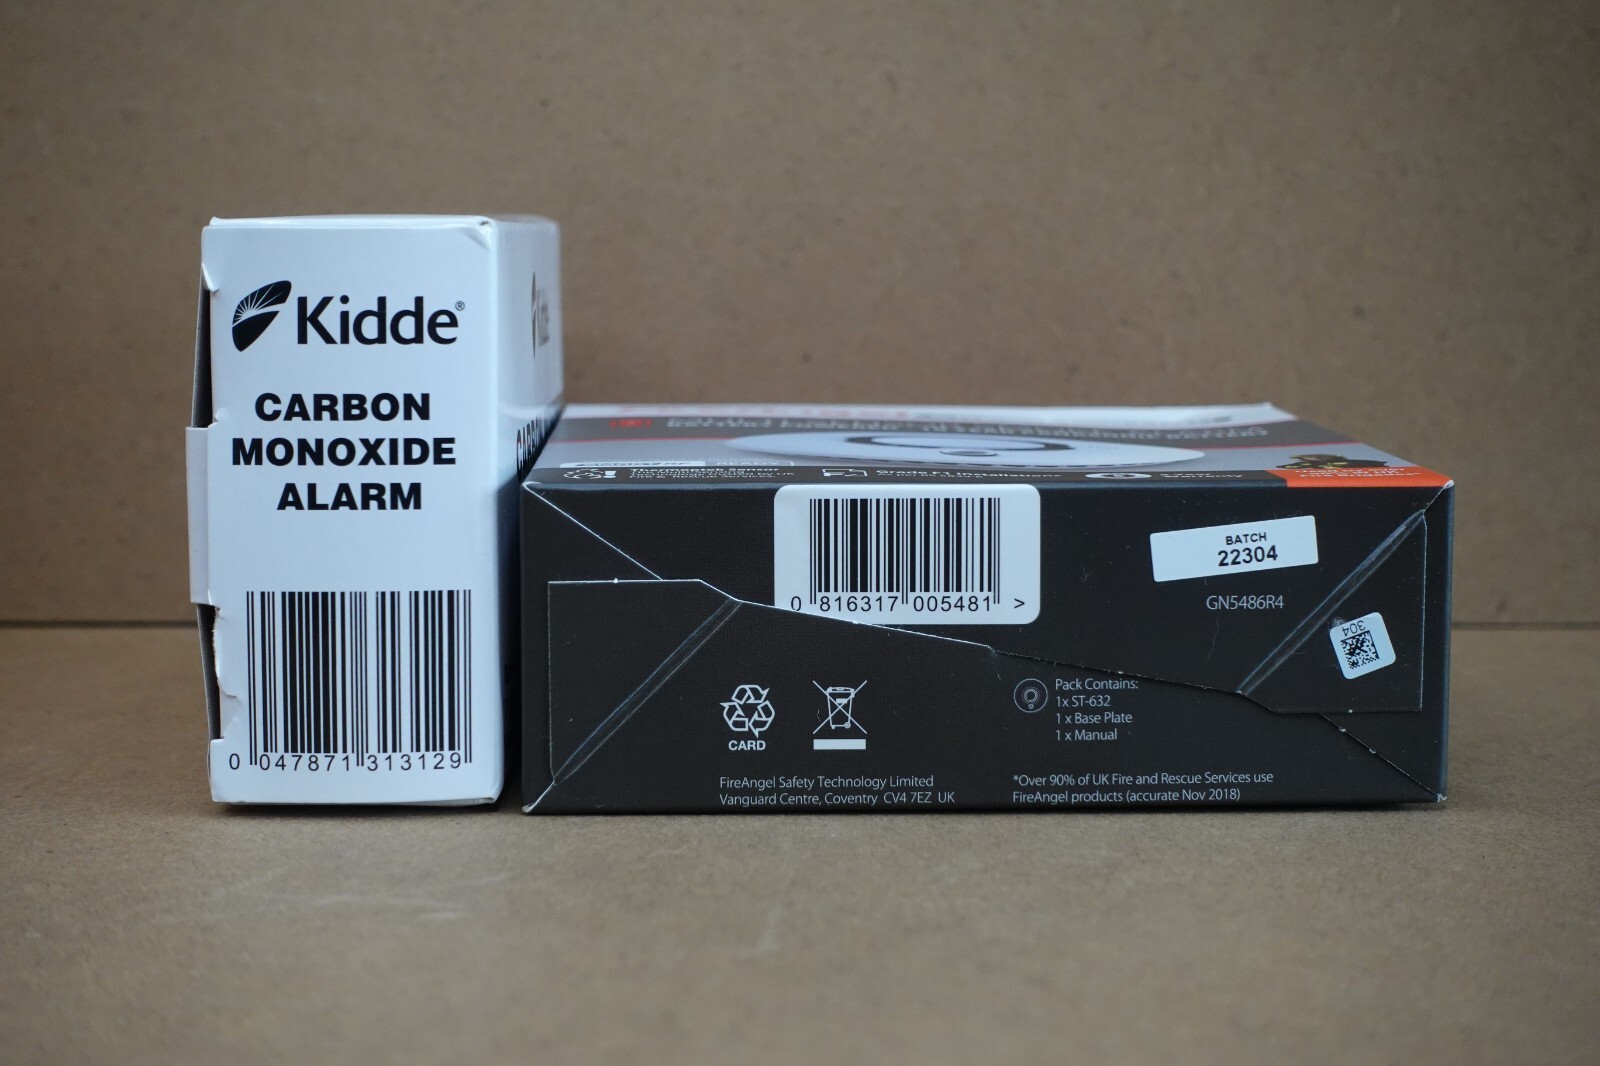 Kidde®
CARBON
MONOXIDE
ALARM
0 047871 313129
Kidde
CARBON
0 816317 005481 >
BATCH
22304
GN5486R4
304
CARD
Pack Contains:
1x ST-632
1 x Base Plate
1 x Manual
FireAngel Safety Technology Limited
Vanguard Centre, Coventry CV4 7EZ UK
*Over 90% of UK Fire and Rescue Services use
FireAngel products (accurate Nov 2018)